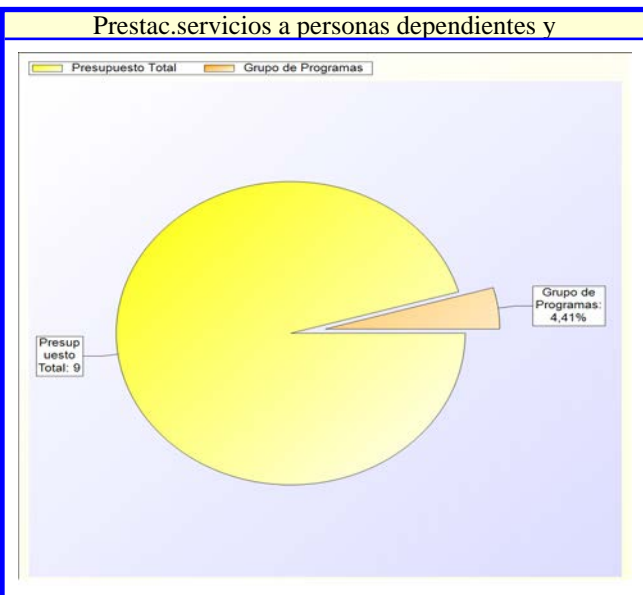 Prestac.servicios a personas dependientes y
Presupuesto Total Grupo de Programas
Grupo de
Programas:
4,41%
Presup
uesto
Total: 9